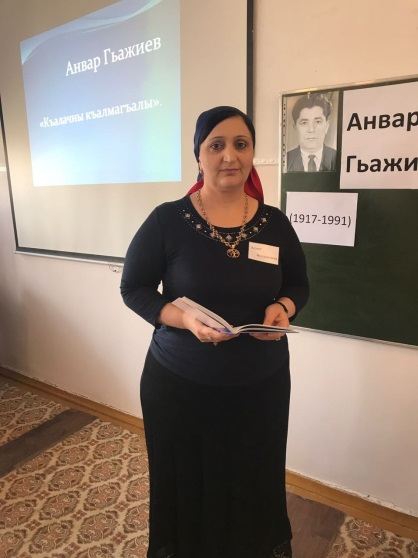 Анвар Гьажиев
«Къалачны къалмагъалы».
Анвар
Гьажи
(1917-1991)